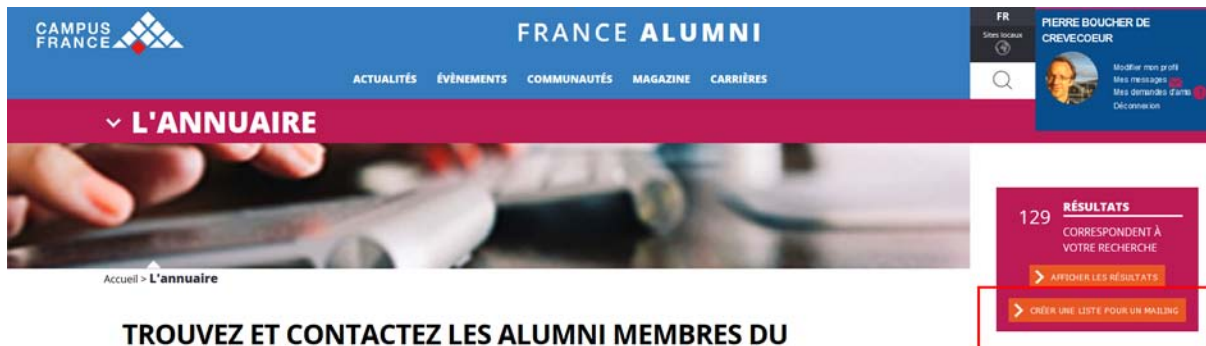 CAMPUS
FRANCE
FRANCE ALUMNI
ACTUALITÉS ÉVÈNEMENTS COMMUNAUTÉS MAGAZINE CARRIÈRES
FR
Sites locaux
PIERRE BOUCHER DE
CREVECOEUR
Modifier mon profil
Mes messages
Mes demandes d'amis
Déconnexion
L'ANNUAIRE
129
RÉSULTATS
CORRESPONDENT À
VOTRE RECHERCHE
AFFICHER LES RÉSULTATS
CRÉER UNE LISTE POUR UN MAILING
Accueil > L'annuaire
TROUVEZ ET CONTACTEZ LES ALUMNI MEMBRES DU